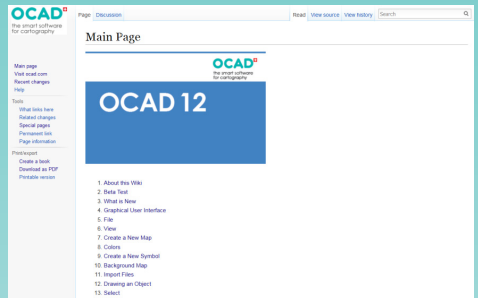 OCAD
the smart software
for cartography
Main page
Visit ocad.com
Recent changes
Help
Tools
What links here
Related changes
Special pages
Permanent link
Page information
Print/export
Create a book
Download as PDF
Printable version
Page Discussion Read View source View history Search
Main Page
OCAD
the smart software
for cartography
OCAD 12
1. About this Wiki
2. Beta Text
3. What is New
4. Graphical User Interface
5. File
6. View
7. Create a New Map
8. Colors
9. Create a New Symbol
10. Background Map
11. Import Files
12. Drawing an Object
13. Select